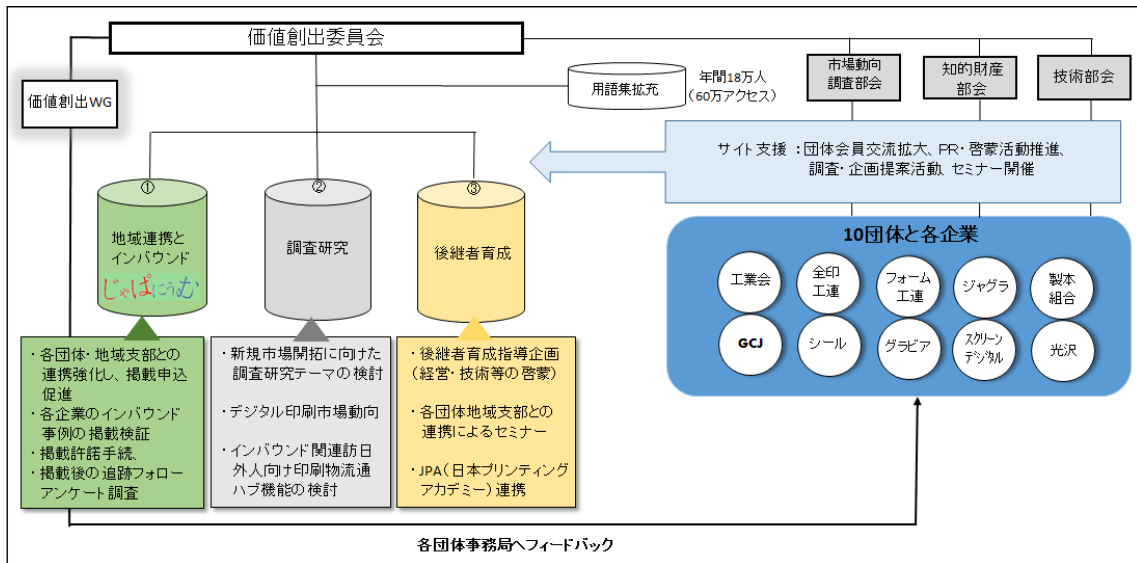 価値創出委員会
価値創出WG
用語集拡充
年間18万人
(60万アクセス)
市場動向
調査部会
知的財産
部会
技術部会
サイト支援 :団体会員交流拡大、PR・啓蒙活動推進、
調査・企画提案活動、セミナー開催
①
地域連携と
インバウンド
じゃぱにうむ
②
調査研究
③
後継者育成
・各団体・地域支部との
連携強化し、掲載申込
促進
・各企業のインバウンド
事例の掲載検証
・掲載許諾手続、
・掲載後の追跡フォロー
アンケート調査
・新規市場開拓に向けた
調査研究テーマの検討
・デジタル印刷市場動向
・インバウンド関連訪日
外人向け印刷物流通
ハブ機能の検討
・後継者育成指導企画
(経営・技術等の啓蒙)
・各団体地域支部との
連携によるセミナー
・JPA(日本プリンティング
アカデミー)連携
10団体と各企業
工業会
全印
工連
フォーム
工連
ジャグラ
製本
組合
GCJ
シール
グラビア
スクリーン
デジタル
光沢
各団体事務局へフィードバック